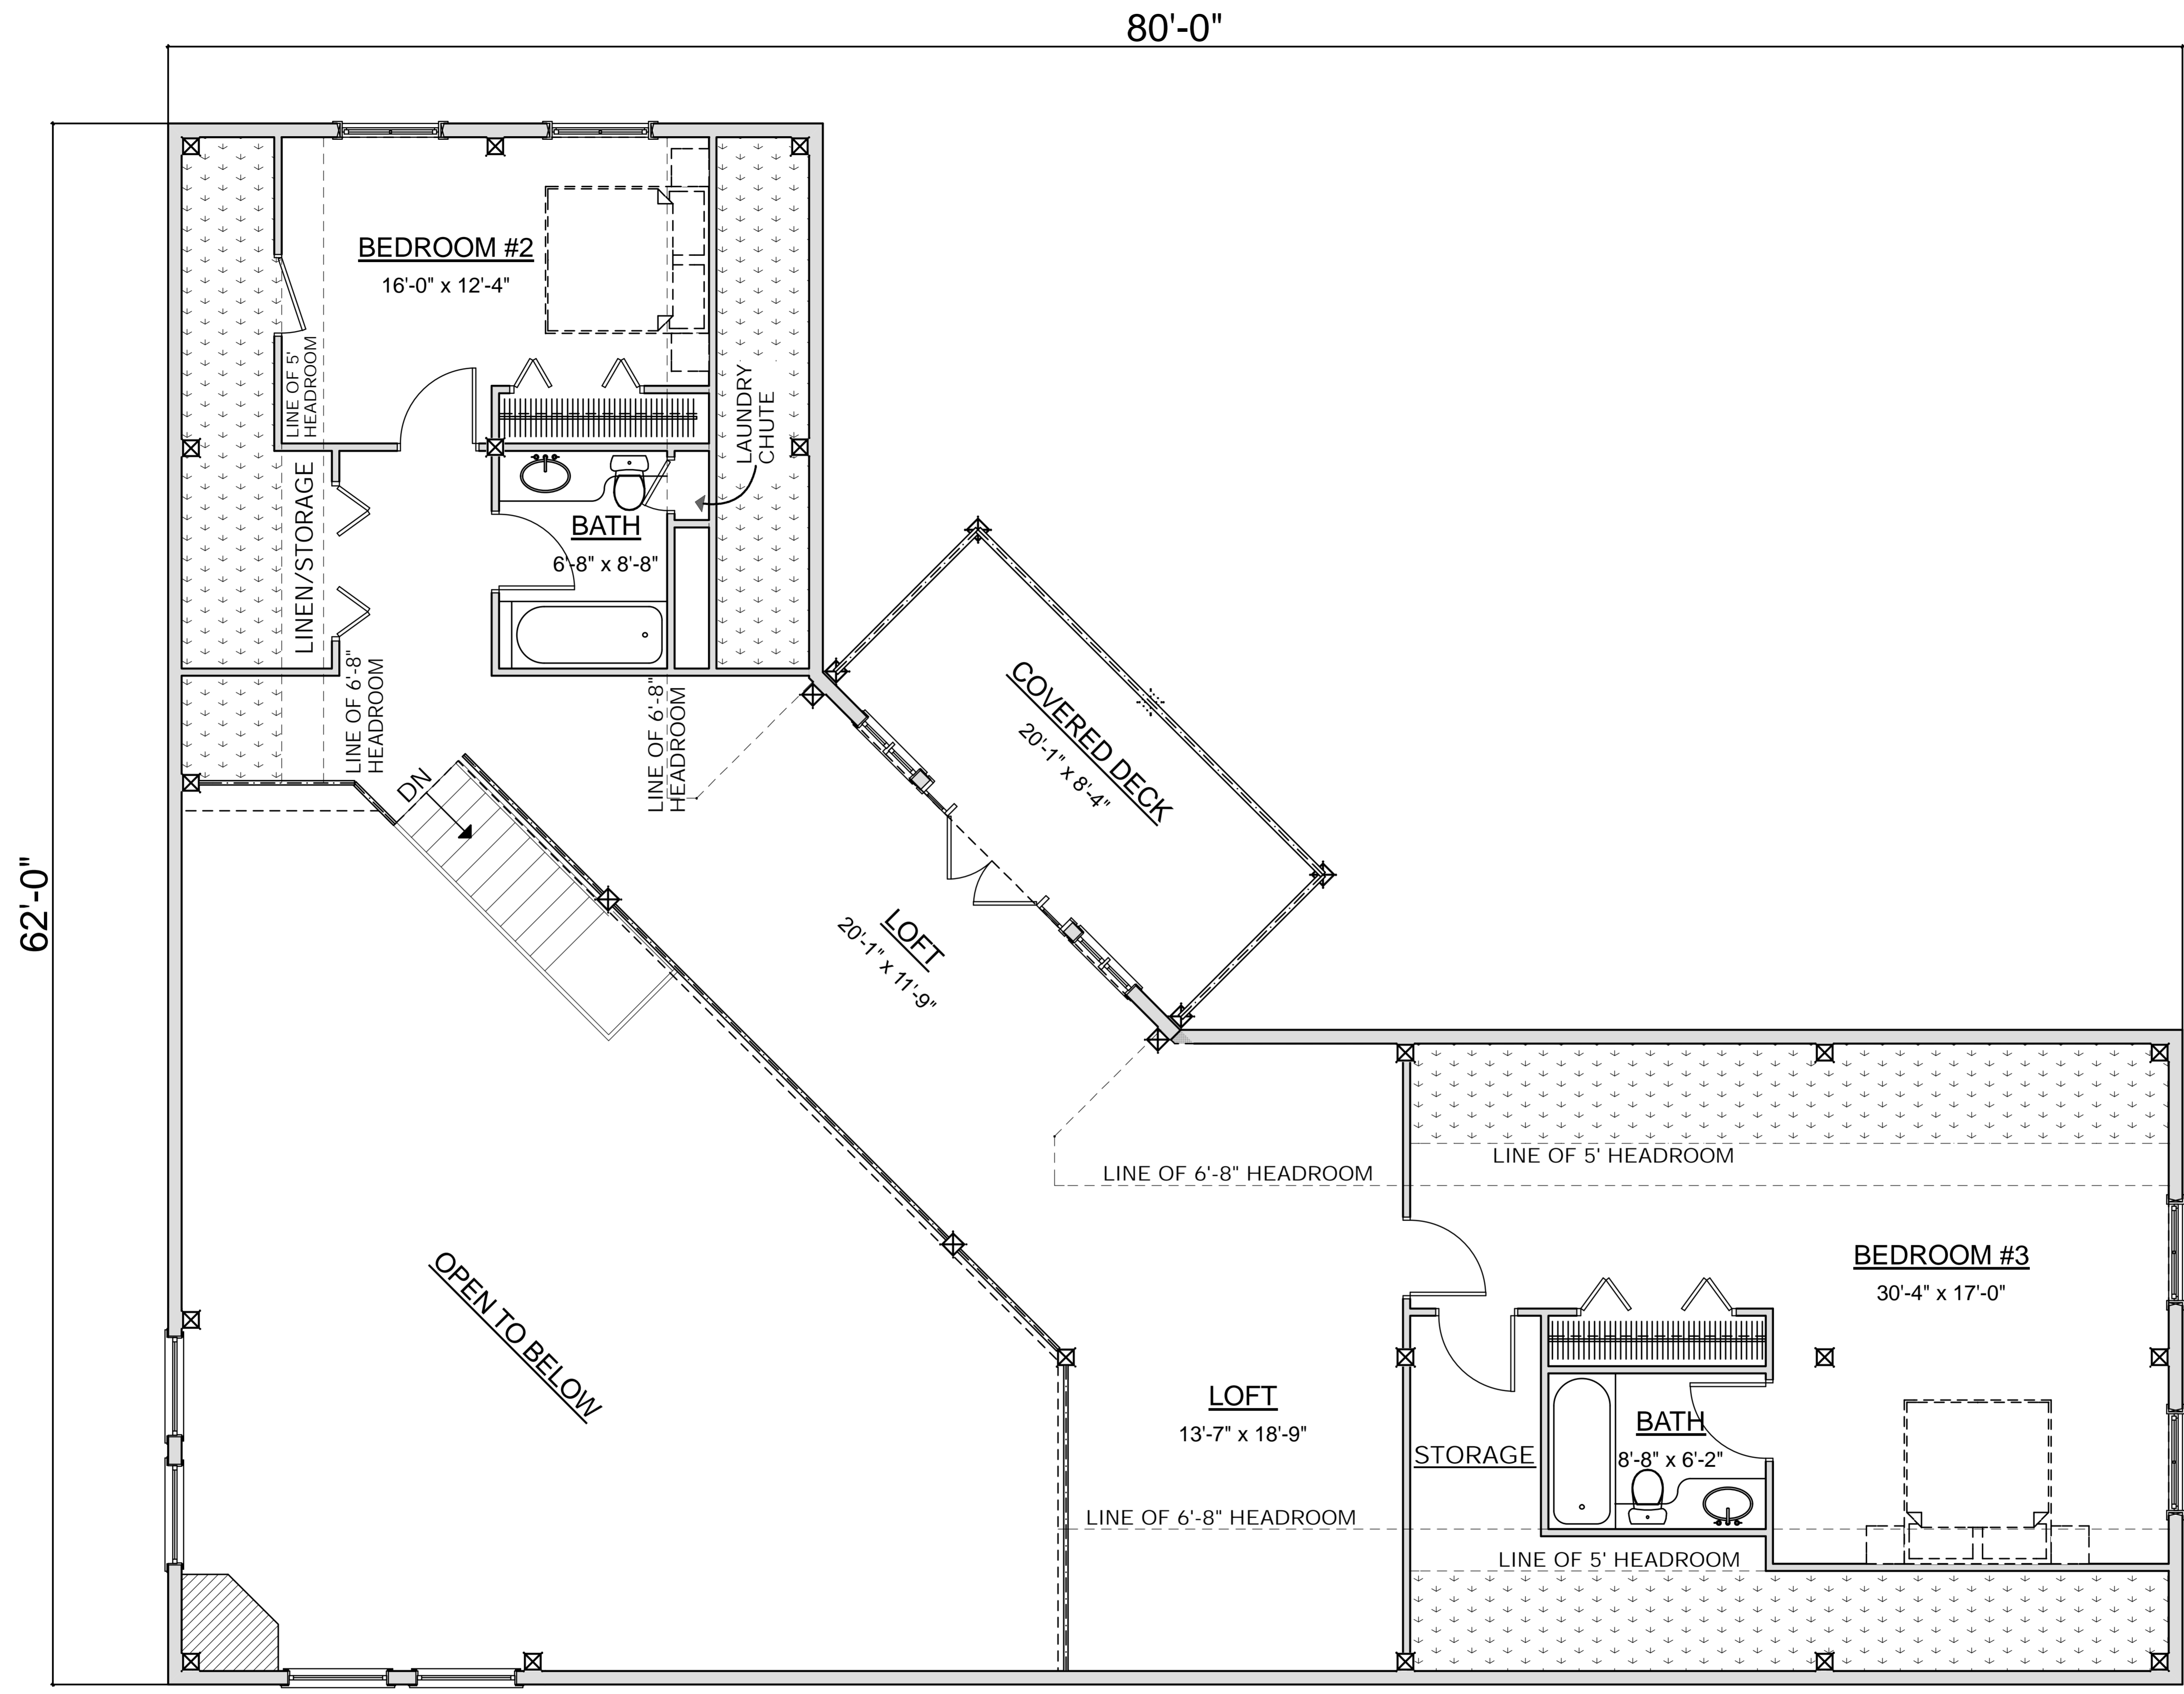 80'-0"
62'-0"
BEDROOM #2
16'-0" x 12'-4"
LINE OF 5'
HEADROOM
LAUNDRY
CHUTE
LINEN/STORAGE
BATH
6'-8" x 8'-8"
LINE OF 6'-8"
HEADROOM
LINE OF 6'-8"
HEADROOM
DN
COVERED DECK
20'-1" x 8'-4"
LOFT
20'-1" x 11'-9"
OPEN TO BELOW
LINE OF 6'-8" HEADROOM
LINE OF 5' HEADROOM
BEDROOM #3
30'-4" x 17'-0"
LOFT
13'-7" x 18'-9"
STORAGE
BATH
8'-8" x 6'-2"
LINE OF 6'-8" HEADROOM
LINE OF 5' HEADROOM